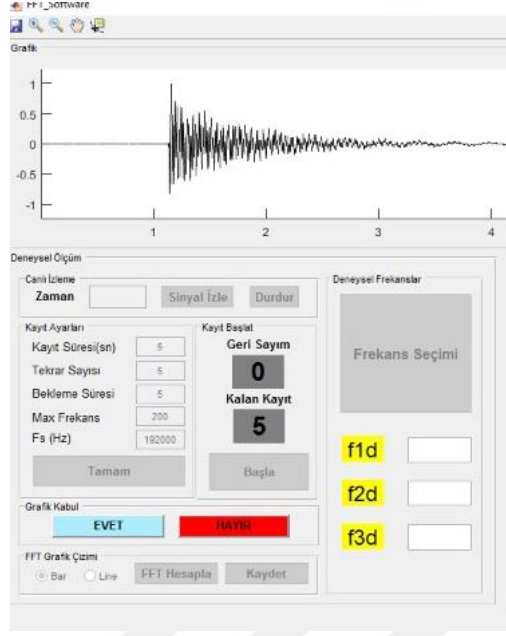 FFT_Software
Grafik
1
0.5
0
-0.5
-1
1 2 3 4
Deneysel Ölçüm
Canlı İzleme
Zaman Sinyal İzle Durdur
Kayıt Ayarları
Kayıt Süresi(sn) 5
Tekrar Sayısı 5
Bekleme Süresi 5
Max Frekans 200
Fs (Hz) 192000
Tamam
Kayıt Başlat
Geri Sayım
0
Kalan Kayıt
5
Başla
Grafik Kabul
EVET HAYIR
FFT Grafik Çizimi
Bar Line FFT Hesapla Kaydet
Deneysel Frekanslar
Frekans Seçimi
f1d
f2d
f3d